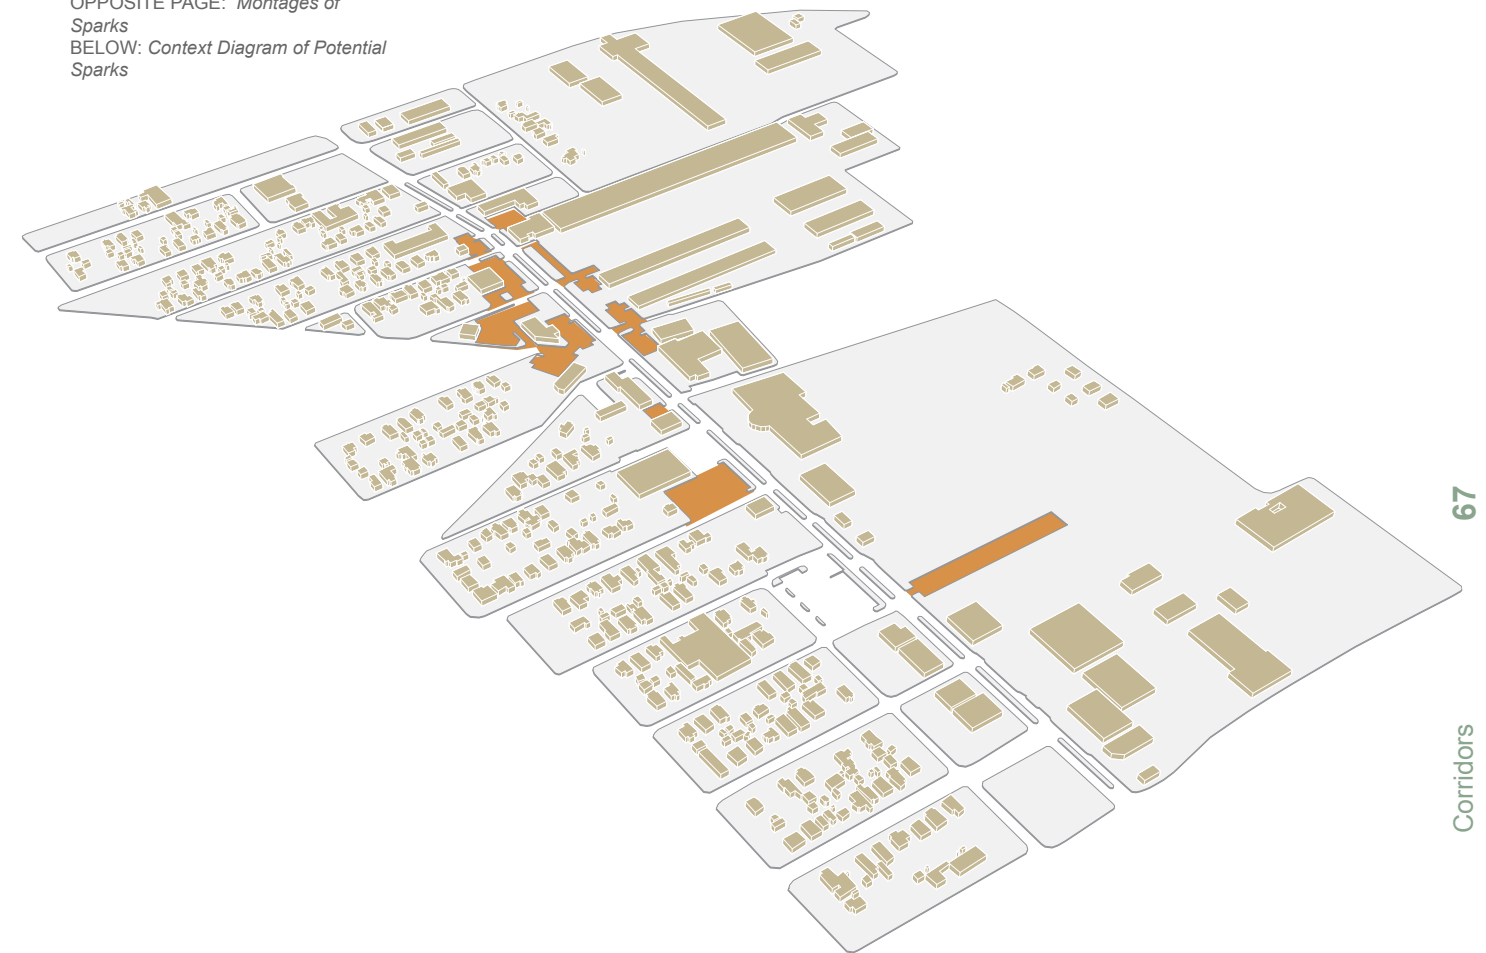 OPPOSITE PAGE: Montages of
Sparks
BELOW: Context Diagram of Potential
Sparks
67
Corridors